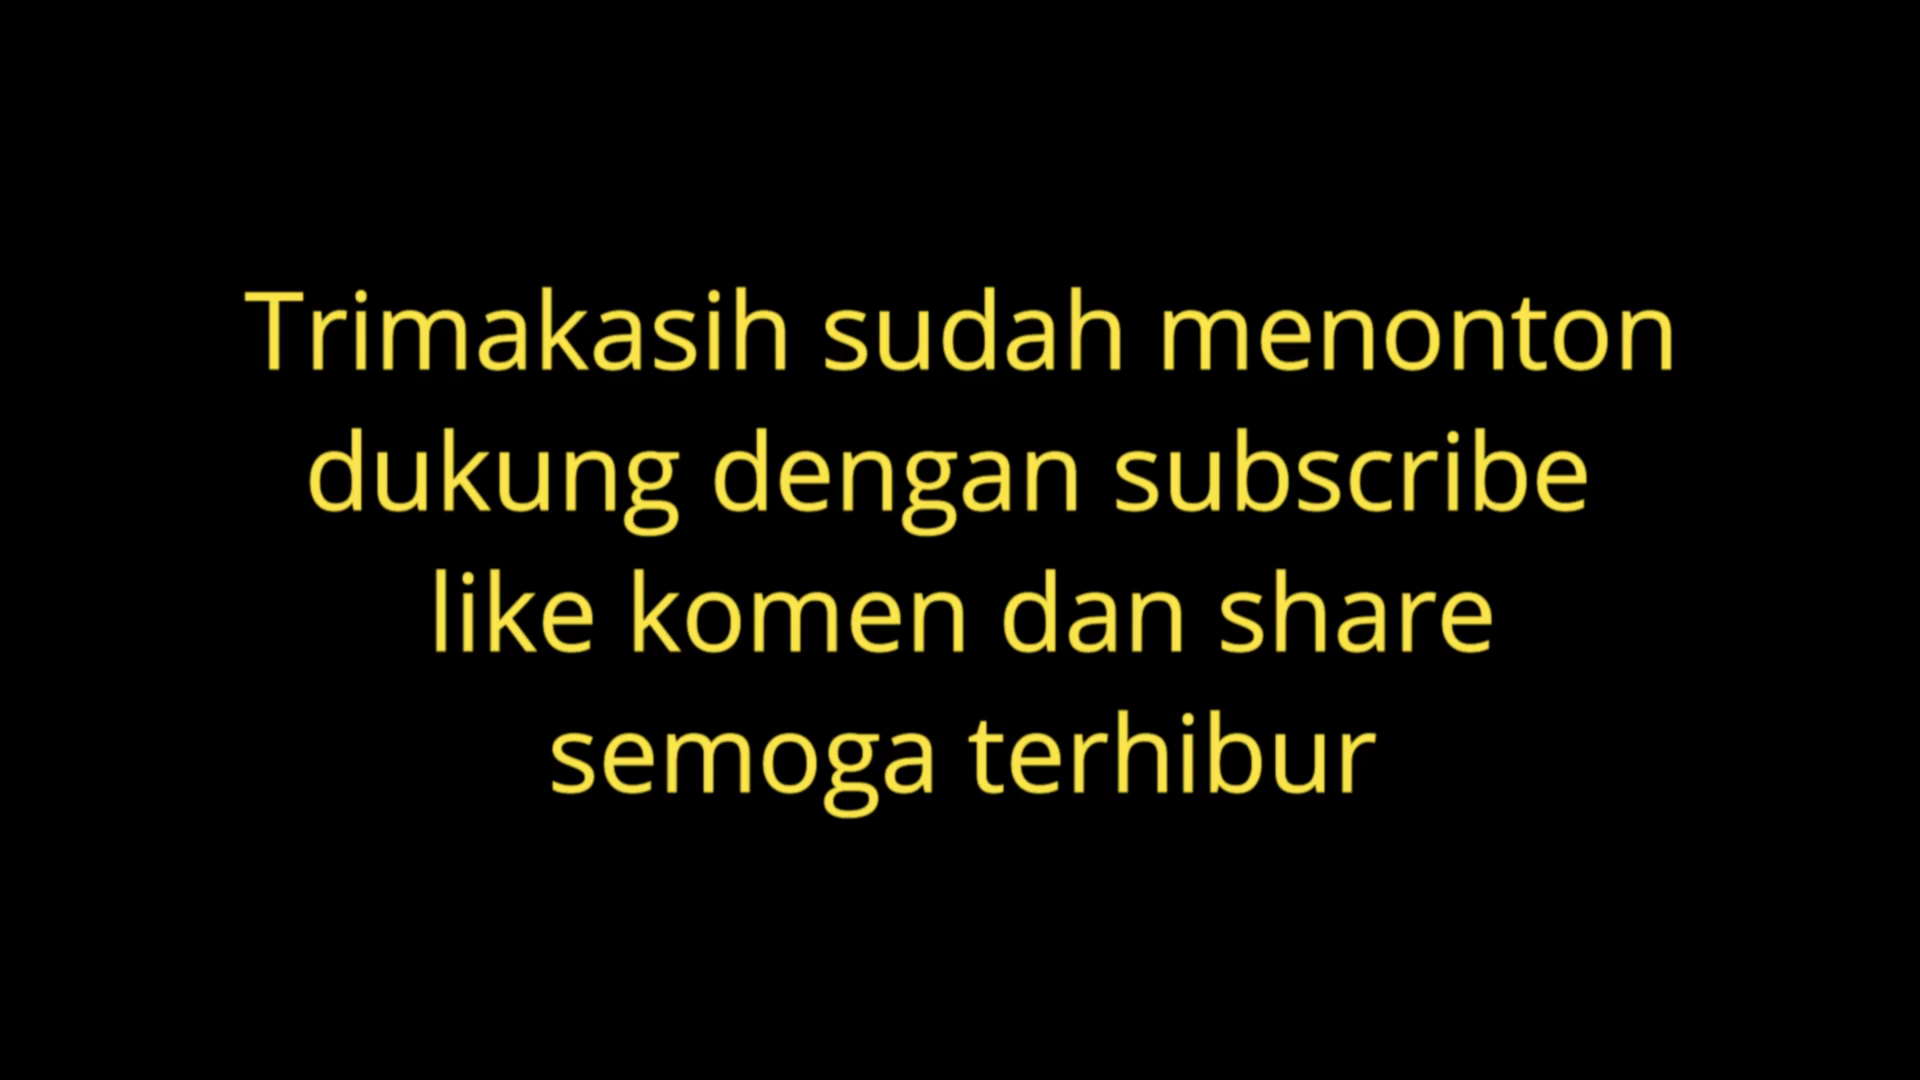 Trimakasih sudah menonton
dukung dengan subscribe
like komen dan share
semoga terhibur